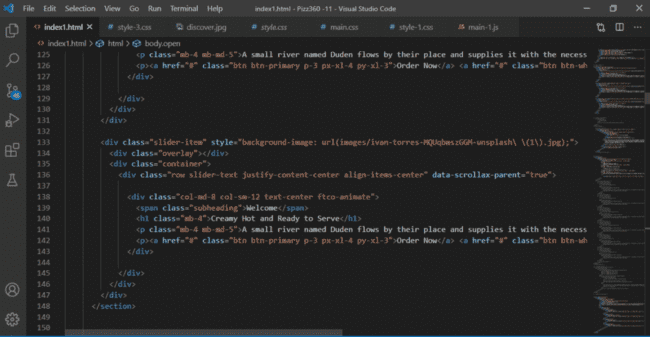 File Edit Selection View Go Run Terminal Help index1.html - Pizz360 -11 - Visual Studio Code
index1.html × # style-3.css discover.jpg # style.css # main.css # style-1.css JS main-1.js
index1.html > html > body.open
125 <p class="mb-4 mb-md-5">A small river named Duden flows by their place and supplies it with the necess
126 <p><a href="#" class="btn btn-primary p-3 px-xl-4 py-xl-3">Order Now</a> <a href="#" class="btn btn-wh
127 </div>
128
129 </div>
130 </div>
131 </div>
132
133 <div class="slider-item" style="background-image: url(images/ivan-torres-MQUqbmszGGM-unsplash\ \(1\).jpg);">
134 <div class="overlay"></div>
135 <div class="container">
136 <div class="row slider-text justify-content-center align-items-center" data-scrollax-parent="true">
137
138 <div class="col-md-8 col-sm-12 text-center ftco-animate">
139 <span class="subheading">Welcome</span>
140 <h1 class="mb-4">Creamy Hot and Ready to Serve</h1>
141 <p class="mb-4 mb-md-5">A small river named Duden flows by their place and supplies it with the necess
142 <p><a href="#" class="btn btn-primary p-3 px-xl-4 py-xl-3">Order Now</a> <a href="#" class="btn btn-wh
143 </div>
144
145 </div>
146 </div>
147 </div>
148 </section>
149
150